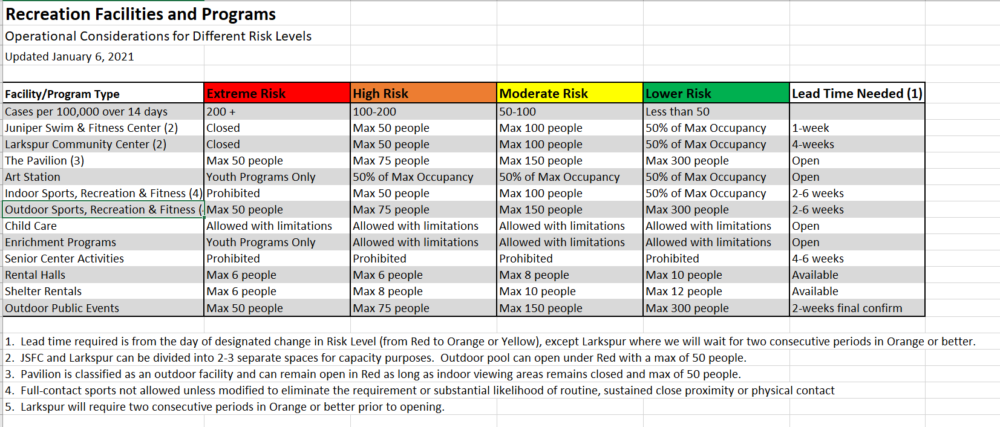 Recreation Facilities and Programs
Operational Considerations for Different Risk Levels
Updated January 6, 2021
Facility/Program Type Extreme Risk High Risk Moderate Risk Lower Risk Lead Time Needed (1)
Cases per 100,000 over 14 days 200 + 100-200 50-100 Less than 50
Juniper Swim & Fitness Center (2) Closed Max 50 people Max 100 people 50% of Max Occupancy 1-week
Larkspur Community Center (2) Closed Max 50 people Max 100 people 50% of Max Occupancy 4-weeks
The Pavilion (3) Max 50 people Max 75 people Max 150 people Max 300 people Open
Art Station Youth Programs Only 50% of Max Occupancy 50% of Max Occupancy 50% of Max Occupancy Open
Indoor Sports, Recreation & Fitness (4) Prohibited Max 50 people Max 100 people 50% of Max Occupancy 2-6 weeks
Outdoor Sports, Recreation & Fitness ( Max 50 people Max 75 people Max 150 people Max 300 people 2-6 weeks
Child Care Allowed with limitations Allowed with limitations Allowed with limitations Allowed with limitations Open
Enrichment Programs Youth Programs Only Allowed with limitations Allowed with limitations Allowed with limitations Open
Senior Center Activities Prohibited Prohibited Prohibited Prohibited 4-6 weeks
Rental Halls Max 6 people Max 6 people Max 8 people Max 10 people Available
Shelter Rentals Max 6 people Max 8 people Max 10 people Max 12 people Available
Outdoor Public Events Max 50 people Max 75 people Max 150 people Max 300 people 2-weeks final confirm
1. Lead time required is from the day of designated change in Risk Level (from Red to Orange or Yellow), except Larkspur where we will wait for two consecutive periods in Orange or better.
2. JSFC and Larkspur can be divided into 2-3 separate spaces for capacity purposes. Outdoor pool can open under Red with a max of 50 people.
3. Pavilion is classified as an outdoor facility and can remain open in Red as long as indoor viewing areas remains closed and max of 50 people.
4. Full-contact sports not allowed unless modified to eliminate the requirement or substantial likelihood of routine, sustained close proximity or physical contact
5. Larkspur will require two consecutive periods in Orange or better prior to opening.